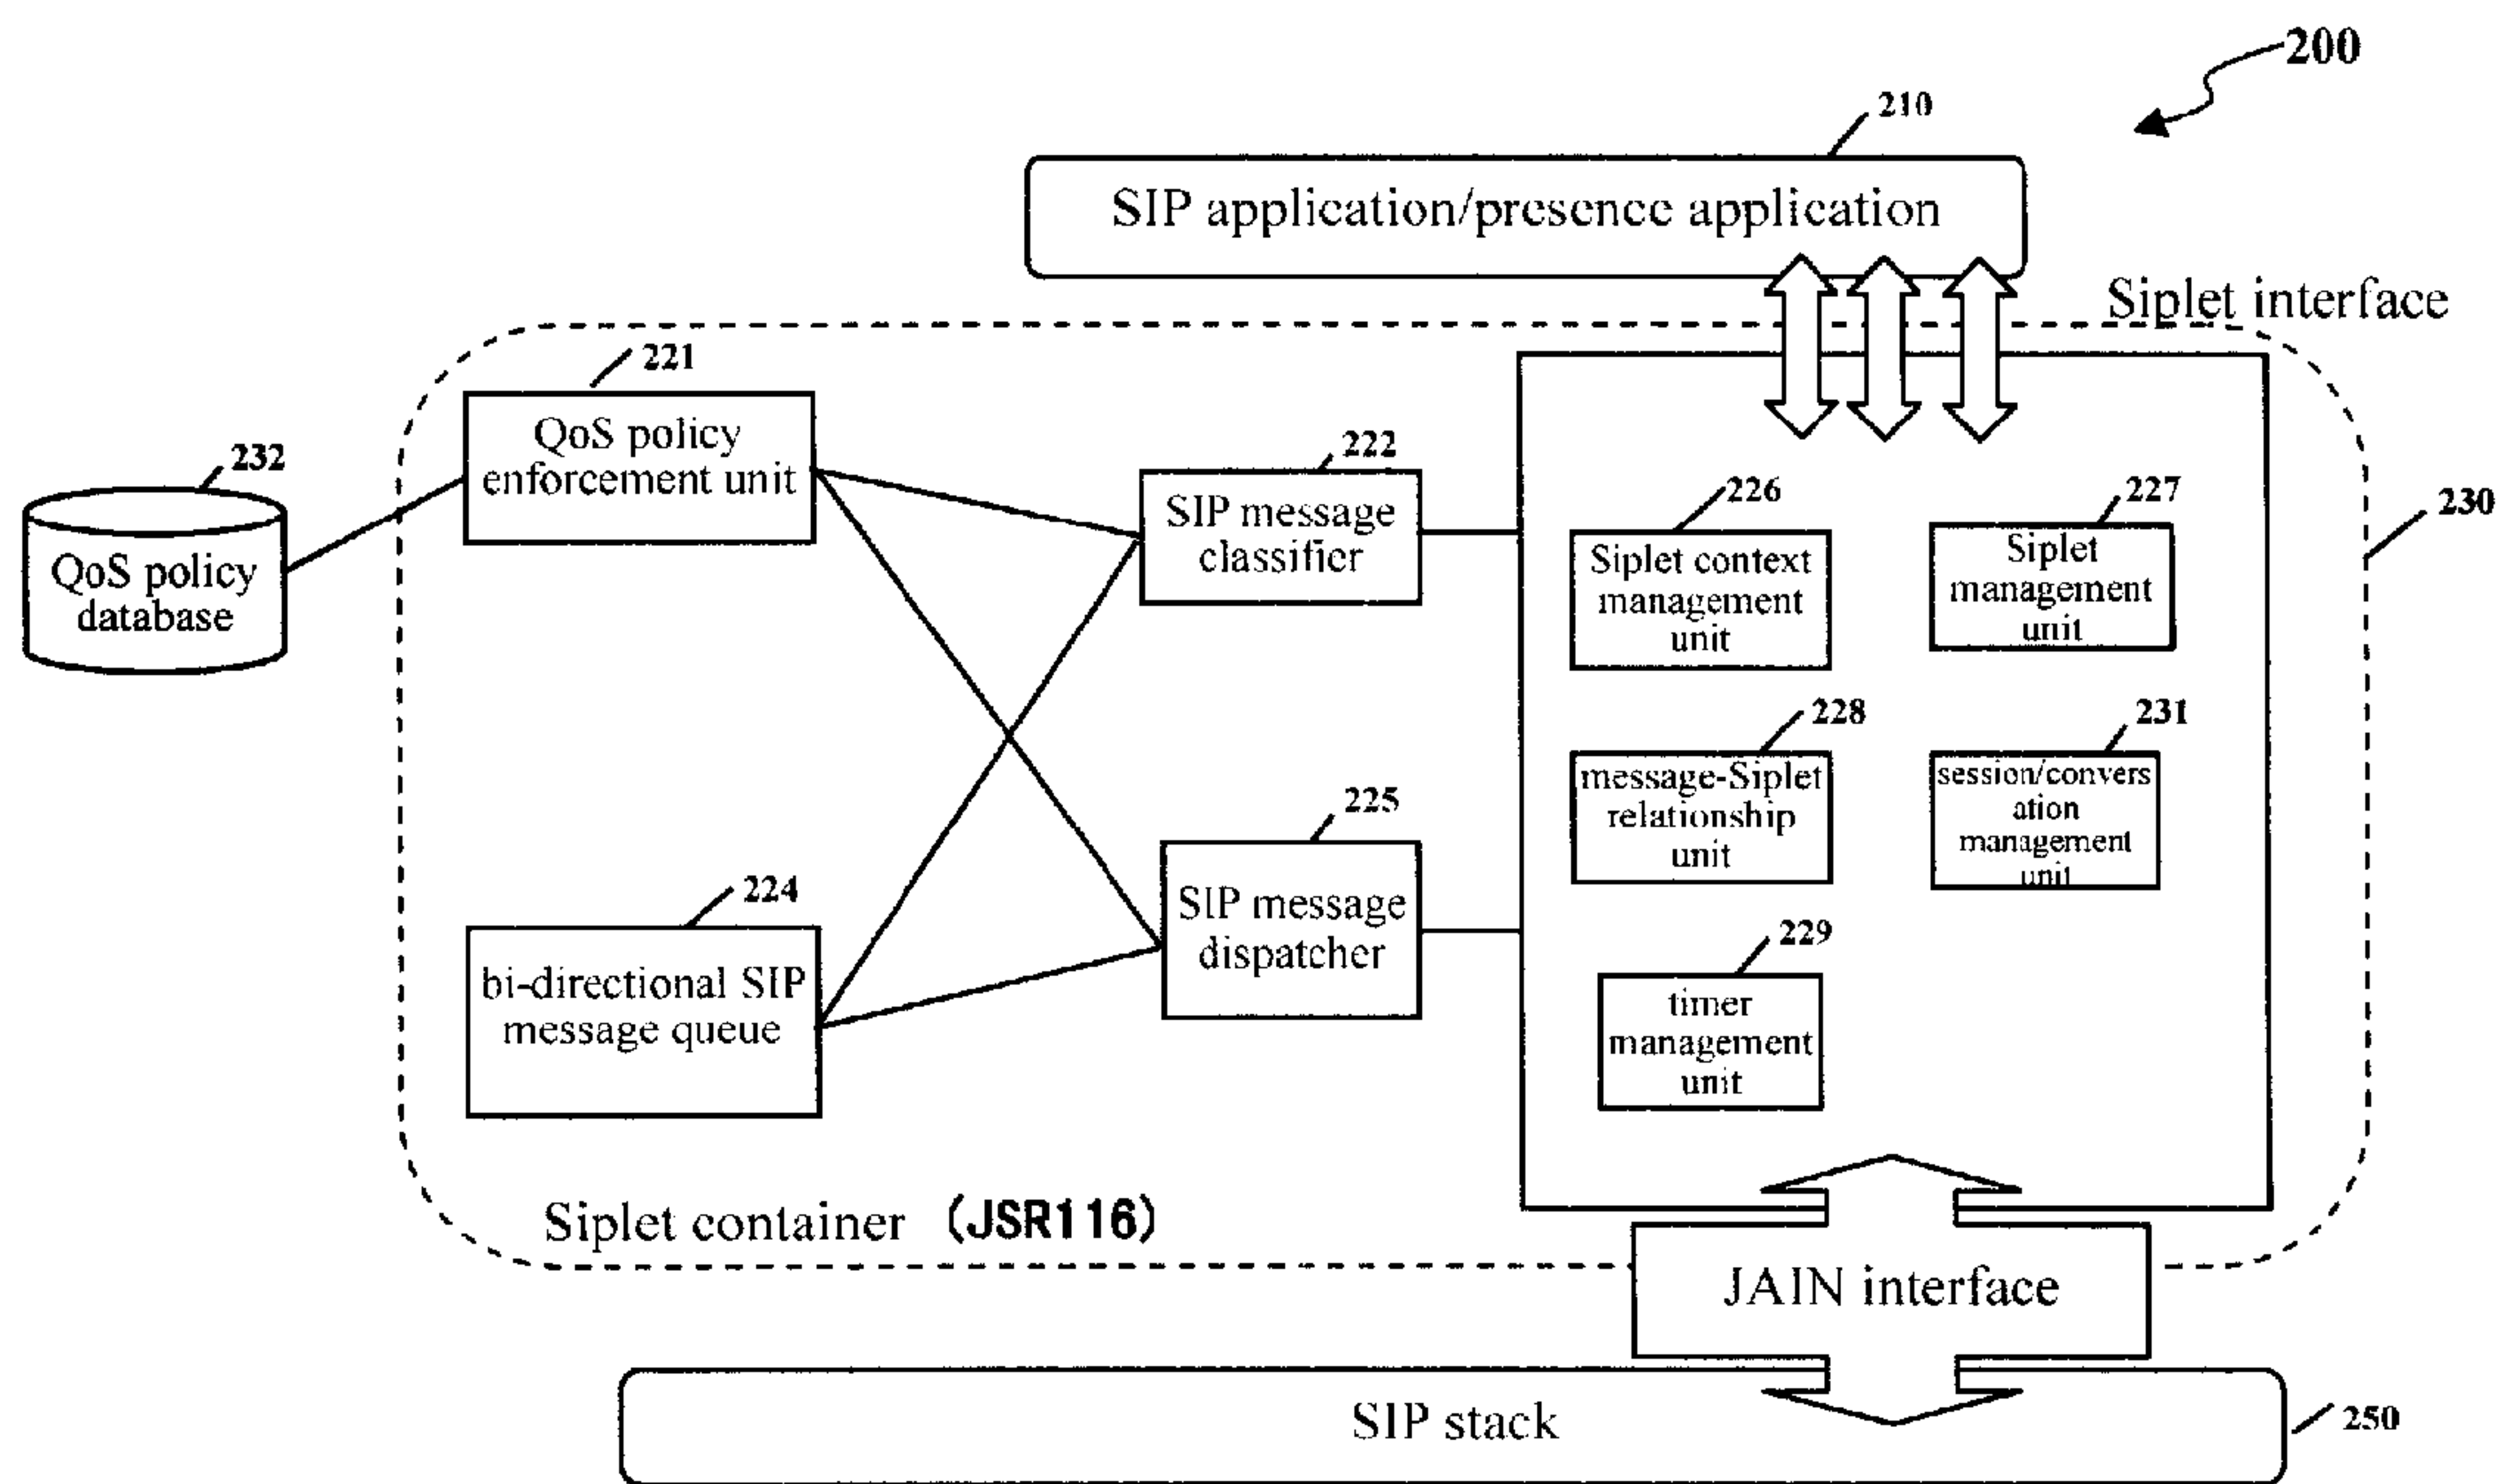 200
210
SIP application/presence application
Siplet interface
221
QoS policy
enforcement unit
232
QoS policy
database
222
SIP message
classifier
226
Siplet context
management
unit
227
Siplet
management
unit
230
228
message-Siplet
relationship
unit
231
session/convers
ation
management
unit
225
SIP message
dispatcher
224
bi-directional SIP
message queue
229
timer
management
unit
Siplet container (JSR116)
JAIN interface
SIP stack
250